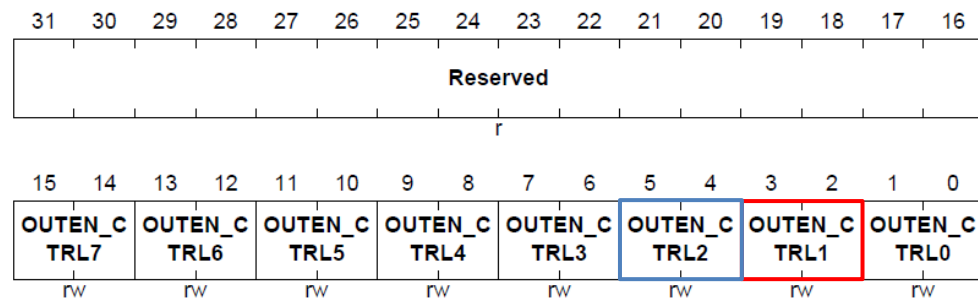 31 30 29 28 27 26 25 24 23 22 21 20 19 18 17 16
Reserved
r
15 14 13 12 11 10 9 8 7 6 5 4 3 2 1 0
OUTEN_C OUTEN_C OUTEN_C OUTEN_C OUTEN_C OUTEN_C OUTEN_C OUTEN_C
TRL7 TRL6 TRL5 TRL4 TRL3 TRL2 TRL1 TRL0
rw rw rw rw rw rw rw rw